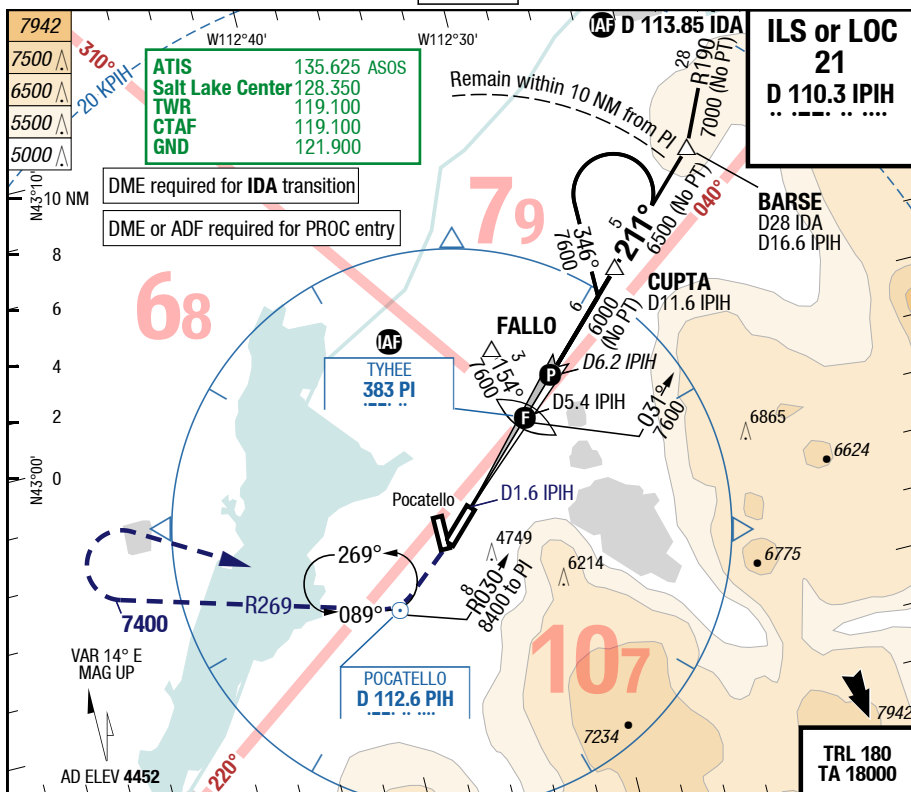 7942
7500
6500
5500
5000
W112°40'
W112°30'
IAF D 113.85 IDA
ILS or LOC
21
D 110.3 IPIH
310°
20 KPIH
ATIS 135.625 ASOS
Salt Lake Center 128.350
TWR 119.100
CTAF 119.100
GND 121.900
Remain within 10 NM from PI
28
R190
7000 (No PT)
DME required for IDA transition
DME or ADF required for PROC entry
N43°10'
10 NM
8
6
4
2
0
N43°00'
79
68
107
BARSE
D28 IDA
D16.6 IPIH
040°
5
211°
6500 (No PT)
346°
7600
CUPTA
D11.6 IPIH
6
6000
(No PT)
FALLO
IAF
TYHEE
383 PI
3
154°
7600
P
D6.2 IPIH
F
D5.4 IPIH
031°
7600
6865
6624
Pocatello
D1.6 IPIH
4749
6214
6775
269°
089°
R269
7400
8
R030
8400 to PI
VAR 14° E
MAG UP
POCATELLO
D 112.6 PIH
7234
7942
AD ELEV 4452
220°
TRL 180
TA 18000